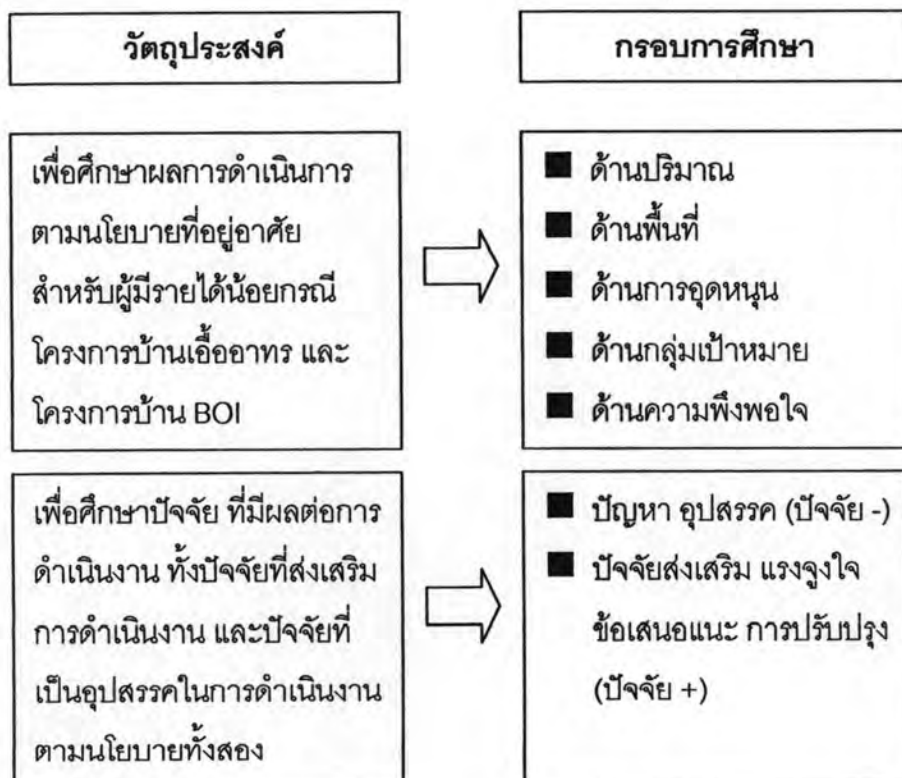 วัตถุประสงค์
กรอบการศึกษา
เพื่อศึกษาผลการดำเนินการ
ตามนโยบายที่อยู่อาศัย
สำหรับผู้มีรายได้น้อยกรณี
โครงการบ้านเอื้ออาทร และ
โครงการบ้าน BOI
■ ด้านปริมาณ
■ ด้านพื้นที่
■ ด้านการอุดหนุน
■ ด้านกลุ่มเป้าหมาย
■ ด้านความพึงพอใจ
เพื่อศึกษาปัจจัย ที่มีผลต่อการ
ดำเนินงาน ทั้งปัจจัยที่ส่งเสริม
การดำเนินงาน และปัจจัยที่
เป็นอุปสรรคในการดำเนินงาน
ตามนโยบายทั้งสอง
■ ปัญหา อุปสรรค (ปัจจัย -)
■ ปัจจัยส่งเสริม แรงจูงใจ
ข้อเสนอแนะ การปรับปรุง
(ปัจจัย +)